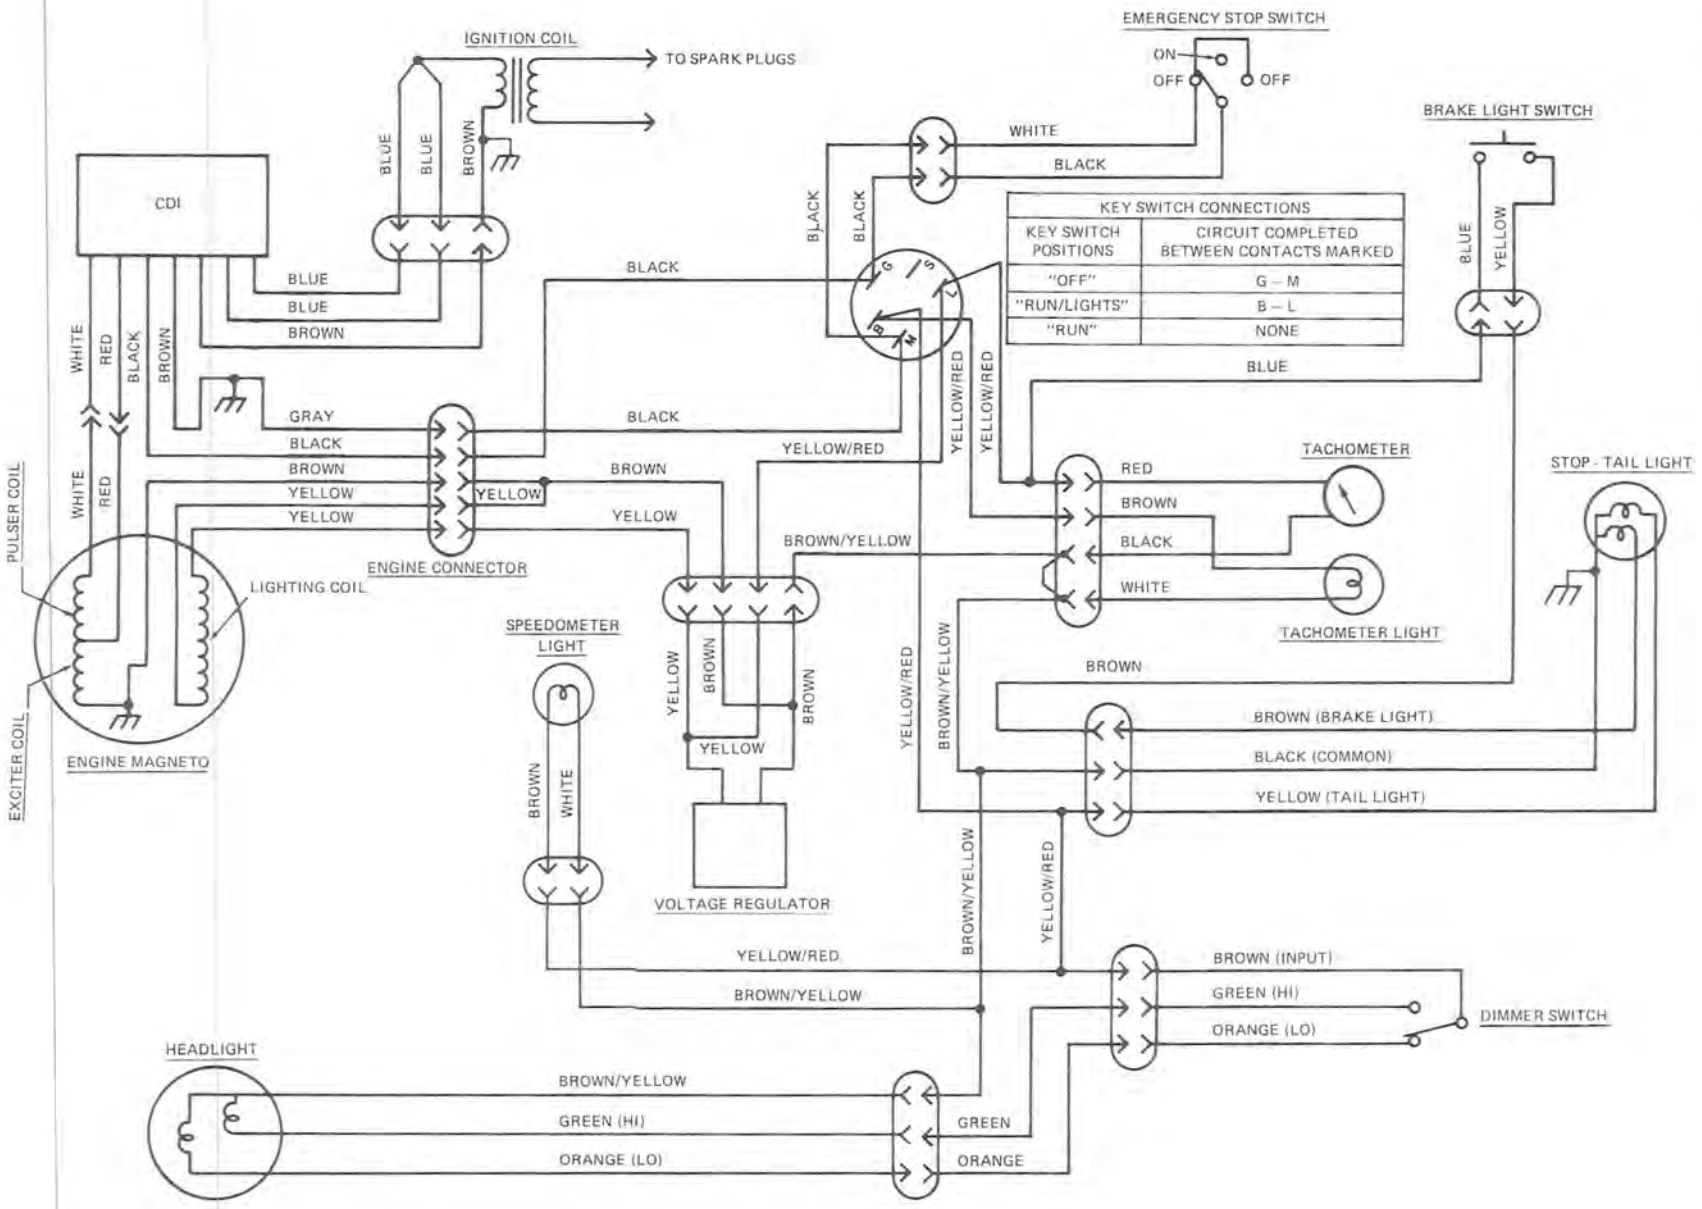 EMERGENCY STOP SWITCH
ON
OFF
OFF
IGNITION COIL
TO SPARK PLUGS
BLUE
BLUE
BROWN
CDI
BLUE
BLUE
BROWN
WHITE
RED
BLACK
BROWN
WHITE
RED
WHITE
BLACK
BLACK
BLACK
BRAKE LIGHT SWITCH
BLUE
YELLOW
KEY SWITCH CONNECTIONS
KEY SWITCH POSITIONS
CIRCUIT COMPLETED BETWEEN CONTACTS MARKED
"OFF"
G – M
"RUN/LIGHTS"
B – L
"RUN"
NONE
G
S
L
B
M
BLACK
GRAY
BLACK
BROWN
YELLOW
YELLOW
BLACK
BROWN
YELLOW
YELLOW
ENGINE CONNECTOR
YELLOW/RED
YELLOW/RED
YELLOW/RED
BLUE
BROWN/YELLOW
RED
BROWN
BLACK
WHITE
TACHOMETER
TACHOMETER LIGHT
STOP - TAIL LIGHT
PULSER COIL
EXCITER COIL
LIGHTING COIL
ENGINE MAGNETO
SPEEDOMETER
LIGHT
BROWN
WHITE
YELLOW
BROWN
BROWN
YELLOW
VOLTAGE REGULATOR
YELLOW/RED
BROWN/YELLOW
BROWN
BROWN (BRAKE LIGHT)
BLACK (COMMON)
YELLOW (TAIL LIGHT)
BROWN/YELLOW
YELLOW/RED
YELLOW/RED
BROWN/YELLOW
BROWN (INPUT)
GREEN (HI)
ORANGE (LO)
DIMMER SWITCH
HEADLIGHT
BROWN/YELLOW
GREEN (HI)
ORANGE (LO)
GREEN
ORANGE